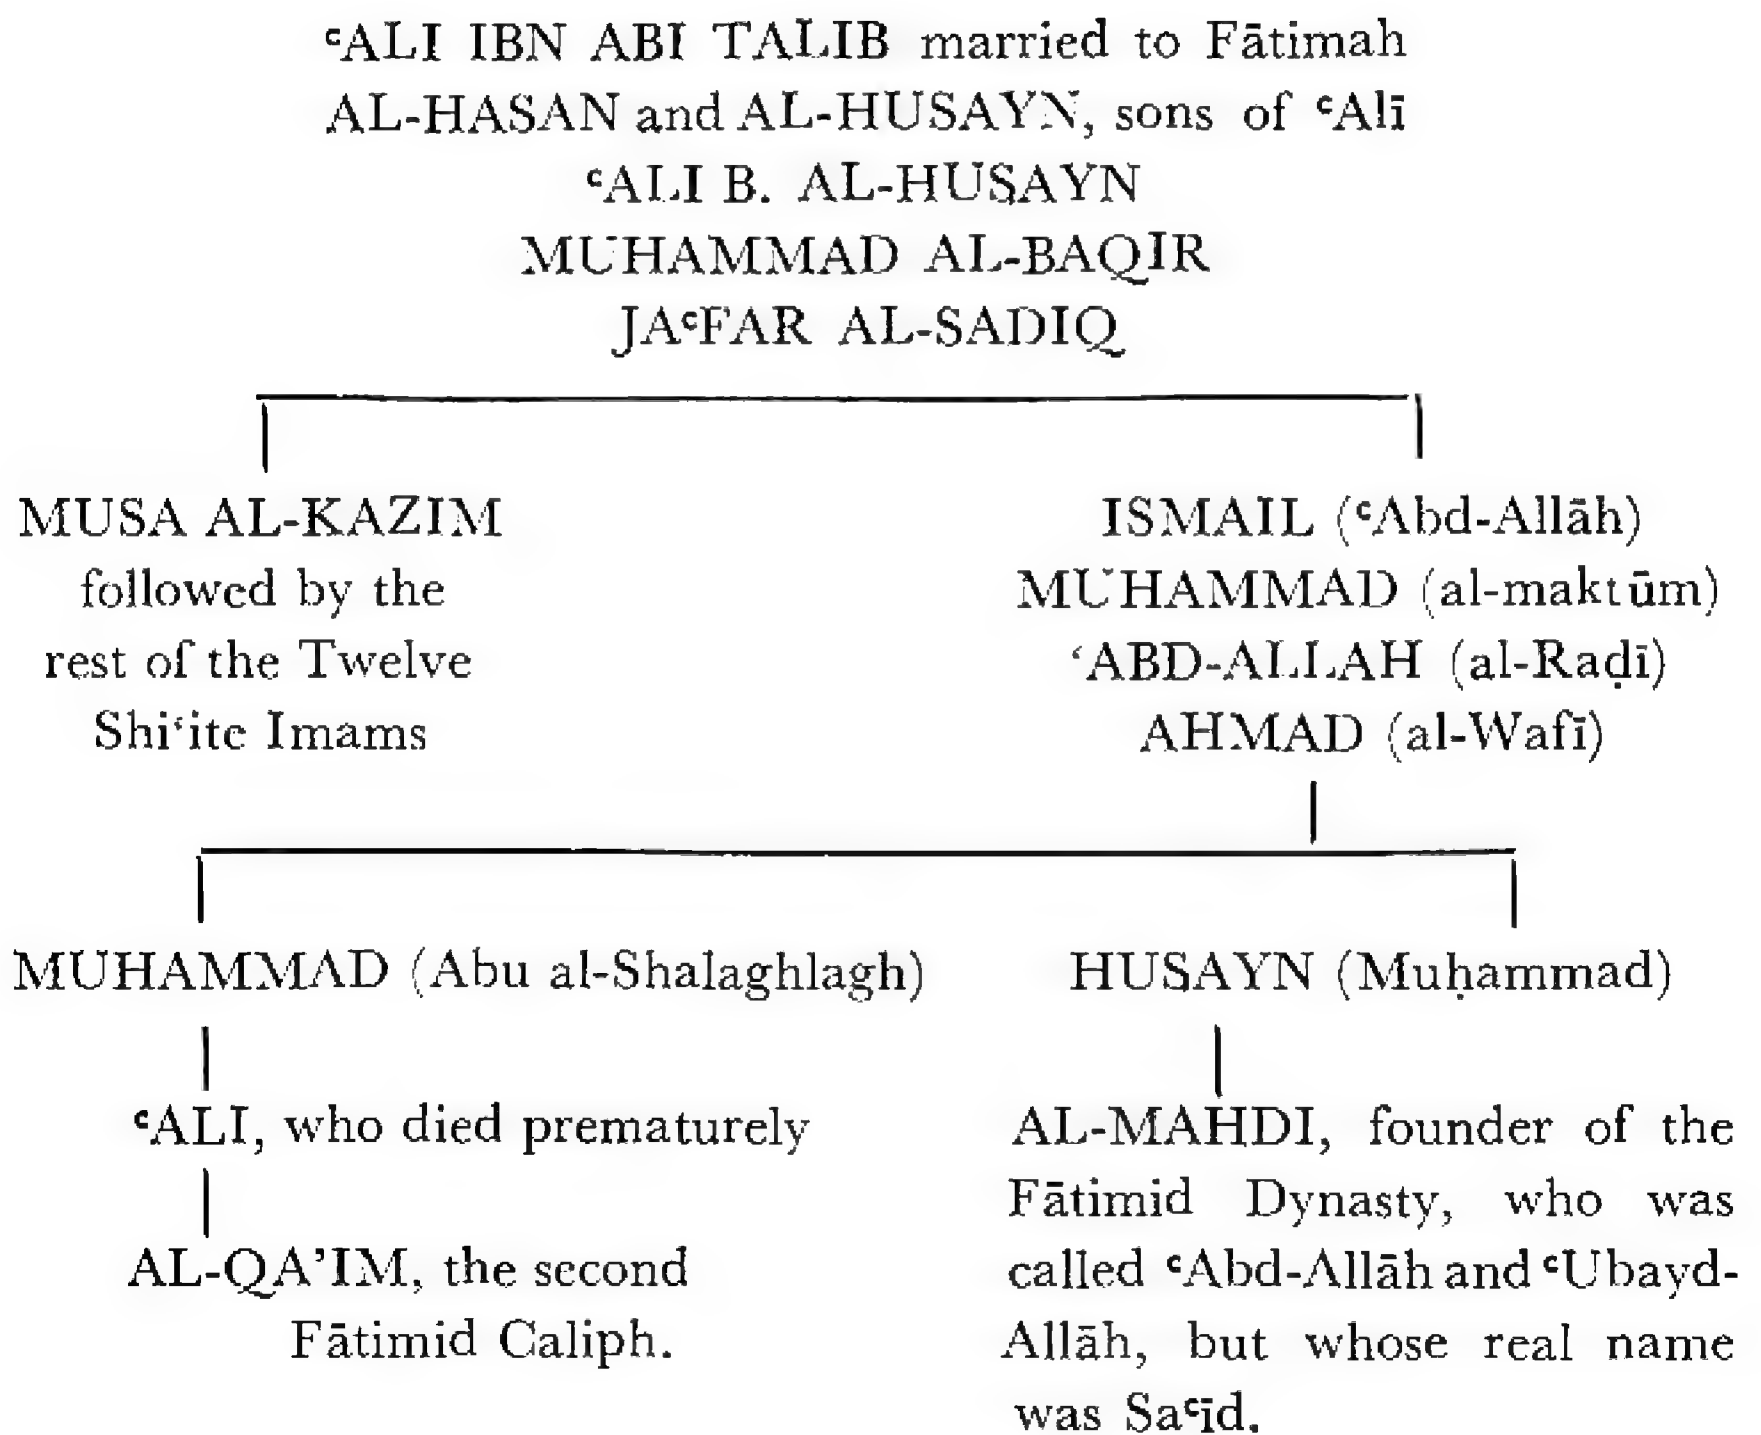 ᶜALI IBN ABI TALIB married to Fātimah
AL-HASAN and AL-HUSAYN, sons of ᶜAlī
ᶜALI B. AL-HUSAYN
MUHAMMAD AL-BAQIR
JAᶜFAR AL-SADIQ
MUSA AL-KAZIM
followed by the
rest of the Twelve
Shi‘ite Imams
ISMAIL (ᶜAbd-Allāh)
MUHAMMAD (al-maktūm)
‘ABD-ALLAH (al-Raḍī)
AHMAD (al-Wafī)
MUHAMMAD (Abu al-Shalaghlagh)
ᶜALI, who died prematurely
AL-QA’IM, the second
Fātimid Caliph.
HUSAYN (Muḥammad)
AL-MAHDI, founder of the
Fātimid Dynasty, who was
called ᶜAbd-Allāh and ᶜUbayd-
Allāh, but whose real name
was Saᶜīd.